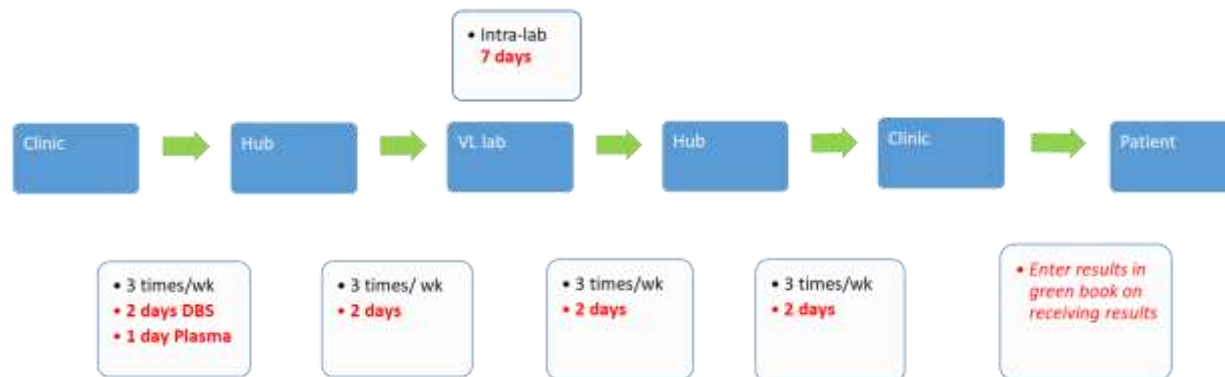 • Intra-lab
7 days
Clinic
Hub
VL lab
Hub
Clinic
Patient
• 3 times/wk
• 2 days DBS
• 1 day Plasma
• 3 times/ wk
• 2 days
• 3 times/wk
• 2 days
• 3 times/wk
• 2 days
• Enter results in
green book on
receiving results